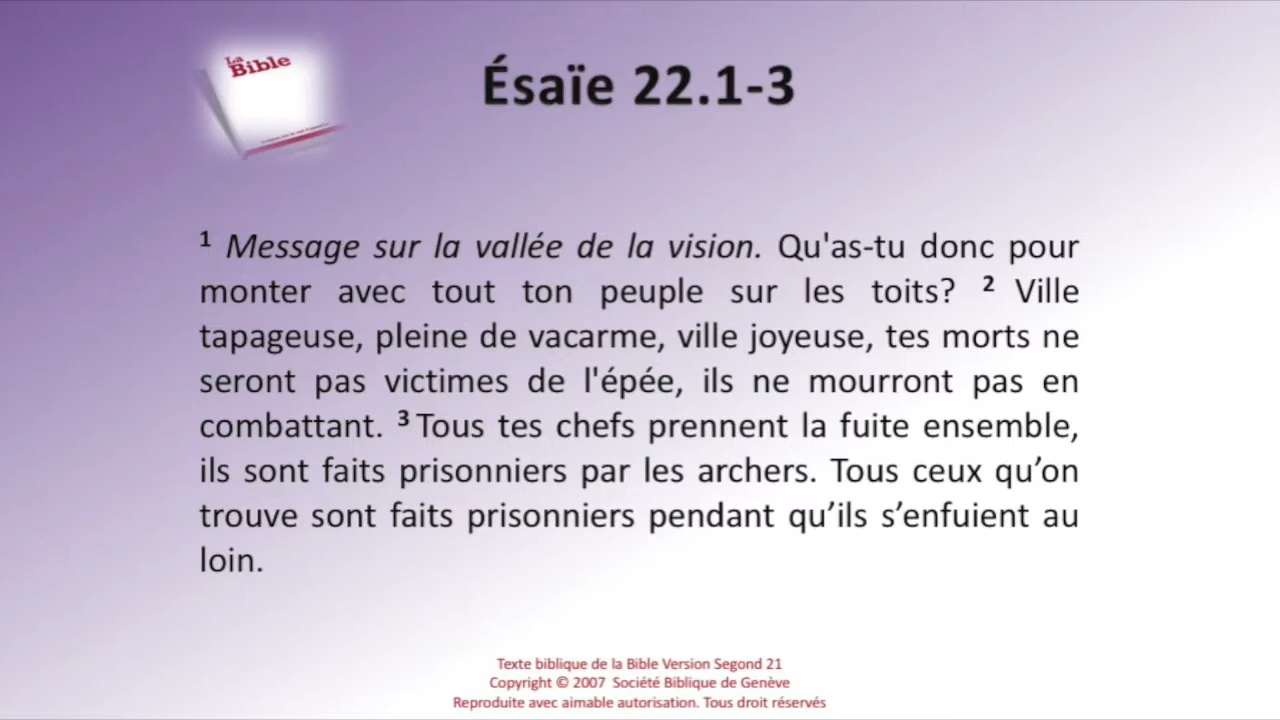 La
Bible
Ésaïe 22.1-3
1 Message sur la vallée de la vision. Qu'as-tu donc pour
monter avec tout ton peuple sur les toits? 2 Ville
tapageuse, pleine de vacarme, ville joyeuse, tes morts ne
seront pas victimes de l'épée, ils ne mourront pas en
combattant. 3 Tous tes chefs prennent la fuite ensemble,
ils sont faits prisonniers par les archers. Tous ceux qu’on
trouve sont faits prisonniers pendant qu’ils s’enfuient au
loin.
Texte biblique de la Bible Version Segond 21
Copyright © 2007 Société Biblique de Genève
Reproduite avec aimable autorisation. Tous droit réservés